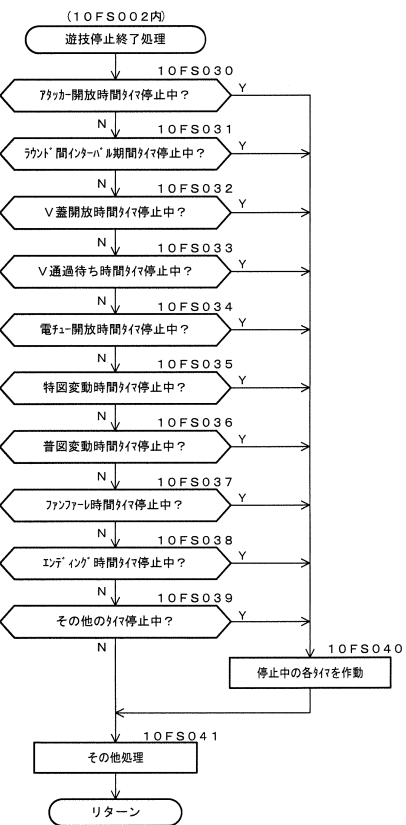 (10FS002内)
遊技停止終了処理
10FS030
ｱﾀｯｶｰ開放時間ﾀｲﾏ停止中？
Y
N
10FS031
ﾗｳﾝﾄﾞ間ｲﾝﾀｰﾊﾞﾙ期間ﾀｲﾏ停止中？
Y
N
10FS032
V蓋開放時間ﾀｲﾏ停止中？
Y
N
10FS033
V通過待ち時間ﾀｲﾏ停止中？
Y
N
10FS034
電ﾁｭｰ開放時間ﾀｲﾏ停止中？
Y
N
10FS035
特図変動時間ﾀｲﾏ停止中？
Y
N
10FS036
普図変動時間ﾀｲﾏ停止中？
Y
N
10FS037
ﾌｧﾝﾌｧｰﾚ時間ﾀｲﾏ停止中？
Y
N
10FS038
ｴﾝﾃﾞｨﾝｸﾞ時間ﾀｲﾏ停止中？
Y
N
10FS039
その他のﾀｲﾏ停止中？
Y
N
10FS040
停止中の各ﾀｲﾏを作動
10FS041
その他処理
リターン